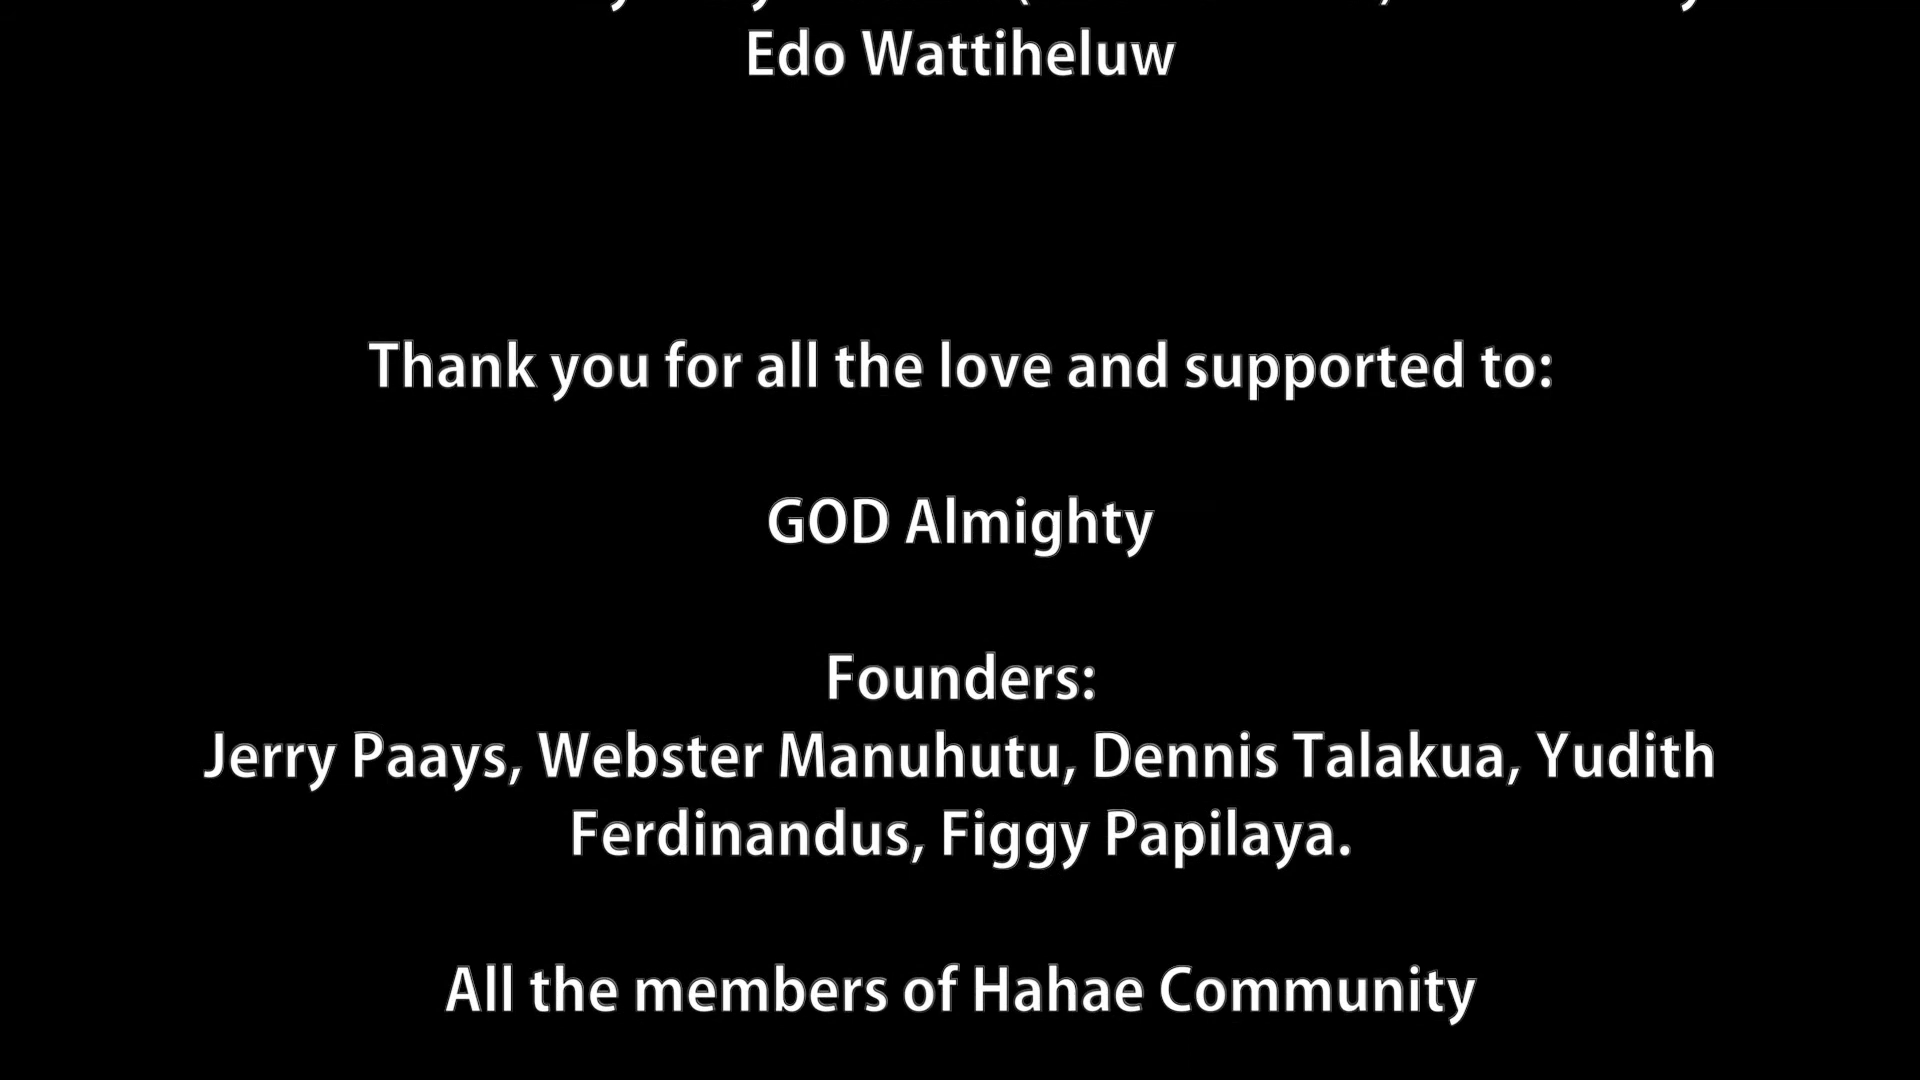 Edo Wattiheluw
Thank you for all the love and supported to:
GOD Almighty
Founders:
Jerry Paays, Webster Manuhutu, Dennis Talakua, Yudith
Ferdinandus, Figgy Papilaya.
All the members of Hahae Community